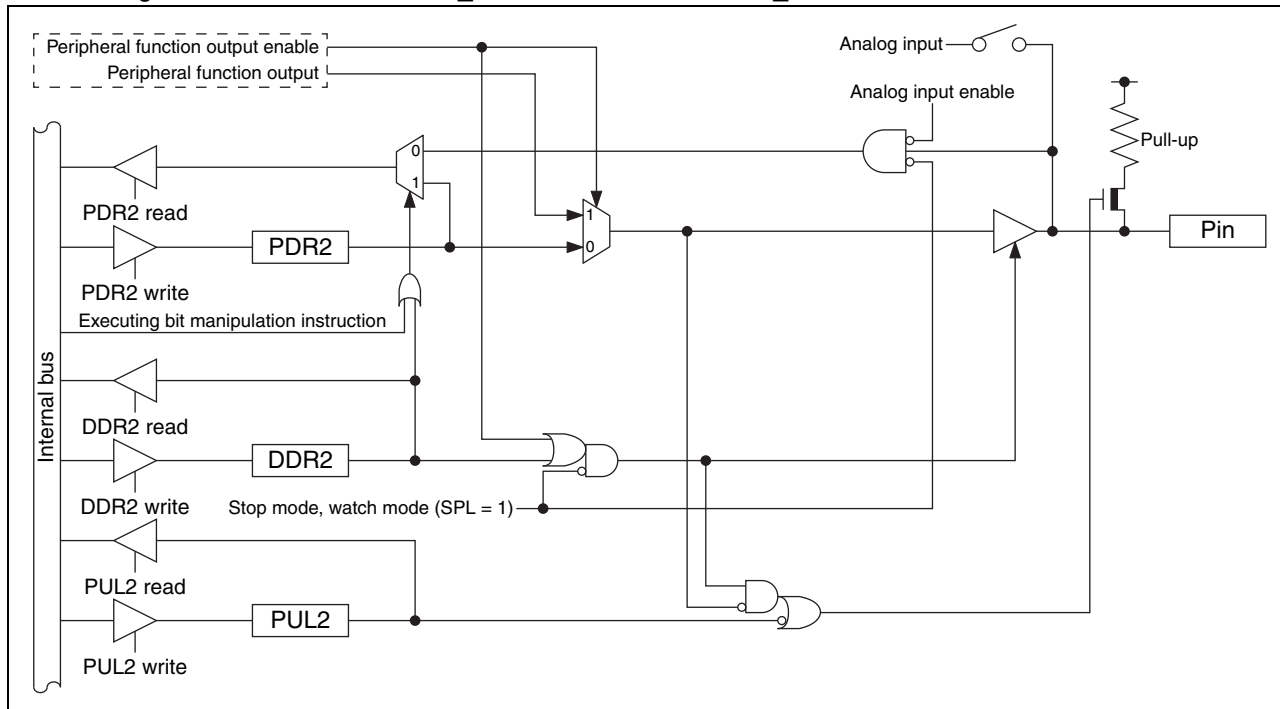 Peripheral function output enable
Peripheral function output
Analog input
Analog input enable
Pull-up
0
1
PDR2 read
1
PDR2
0
Pin
PDR2 write
Executing bit manipulation instruction
Internal bus
DDR2 read
DDR2
DDR2 write
Stop mode, watch mode (SPL = 1)
PUL2 read
PUL2
PUL2 write